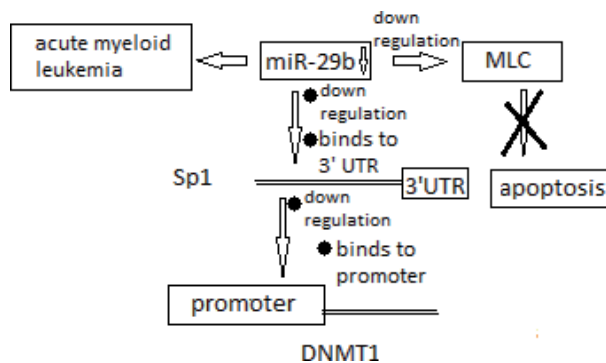 acute myeloid
leukemia
miR-29b
down
regulation
MLC
down
regulation
binds to
3' UTR
Sp1
3'UTR
apoptosis
down
regulation
binds to
promoter
promoter
DNMT1